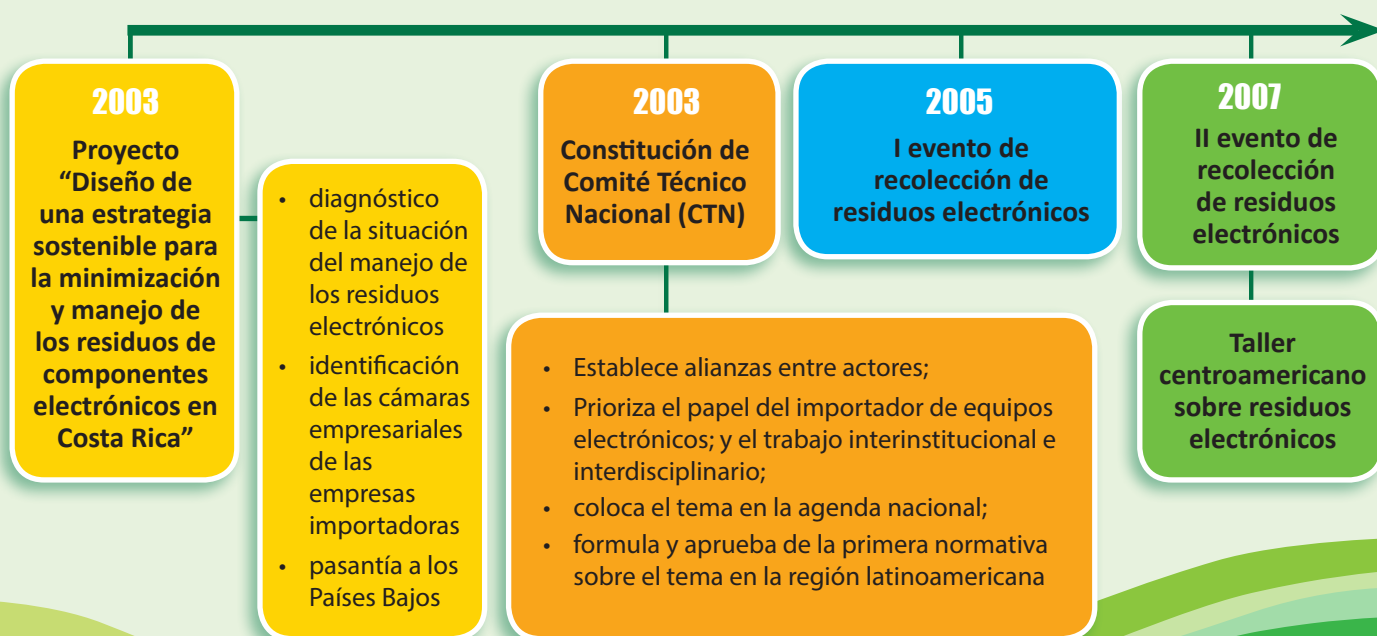 2003
Proyecto
“Diseño de
una estrategia
sostenible para
la minimización
y manejo de
los residuos de
componentes
electrónicos en
Costa Rica”
• diagnóstico
de la situación
del manejo de
los residuos
electrónicos
• identificación
de las cámaras
empresariales
de las
empresas
importadoras
• pasantía a los
Países Bajos
2003
Constitución de
Comité Técnico
Nacional (CTN)
• Establece alianzas entre actores;
• Prioriza el papel del importador de equipos
electrónicos; y el trabajo interinstitucional e
interdisciplinario;
• coloca el tema en la agenda nacional;
• formula y aprueba de la primera normativa
sobre el tema en la región latinoamericana
2005
I evento de
recolección de
residuos electrónicos
2007
II evento de
recolección
de residuos
electrónicos
Taller
centroamericano
sobre residuos
electrónicos